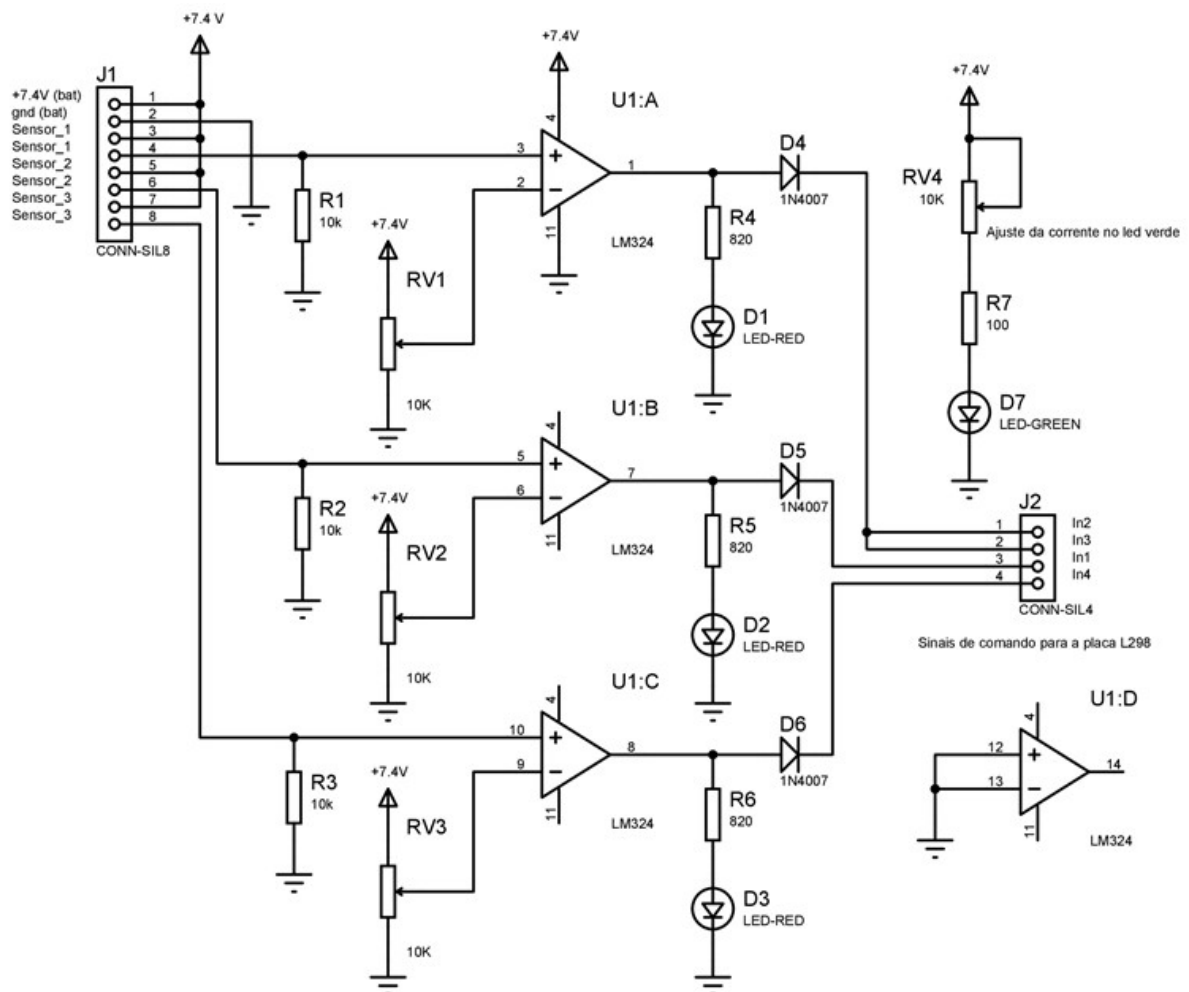 +7.4 V
J1
+7.4V (bat)
gnd (bat)
Sensor_1
Sensor_1
Sensor_2
Sensor_2
Sensor_3
Sensor_3
1
2
3
4
5
6
7
8
CONN-SIL8
R1
10k
+7.4V
RV1
10K
+7.4V
U1:A
4
3
2
1
11
LM324
R4
820
D1
LED-RED
D4
1N4007
+7.4V
RV4
10K
Ajuste da corrente no led verde
R7
100
D7
LED-GREEN
R2
10k
+7.4V
RV2
10K
U1:B
4
5
6
7
11
LM324
R5
820
D2
LED-RED
D5
1N4007
J2
1
2
3
4
In2
In3
In1
In4
CONN-SIL4
Sinais de comando para a placa L298
R3
10k
+7.4V
RV3
10K
U1:C
4
10
9
8
11
LM324
R6
820
D3
LED-RED
D6
1N4007
U1:D
4
12
13
14
11
LM324